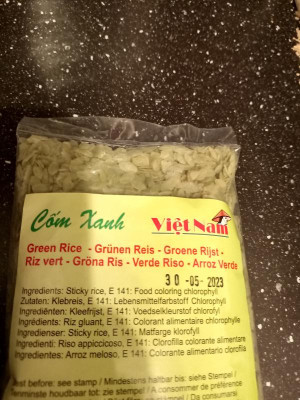 Cốm Xanh
Việt Nam
Green Rice - Grünen Reis - Groene Rijst -
Riz vert - Gröna Ris - Verde Riso - Arroz Verde
30-05-2023
Ingredients: Sticky rice, E 141: Food coloring chlorophyll
Zutaten: Klebreis, E 141: Lebensmittelfarbstoff Chlorophyll
Ingrediënten: Kleefrijst, E 141: Voedselkleurstof clorofyl
Ingrédients: Riz gluant, E 141: Colorant alimentaire chlorophylle
Ingredienser: Sticky rice, E 141: Matfarge klorofyll
Ingredienti: Riso appiccicoso, E 141: Clorofilla colorante alimentare
Ingredientes: Arroz meloso, E 141: Colorante alimentario clorofila
Best before: see stamp / Mindestens haltbar bis: siehe Stempel /
Tenminste houdbaar tot: zie stempel / A consommer de préférence